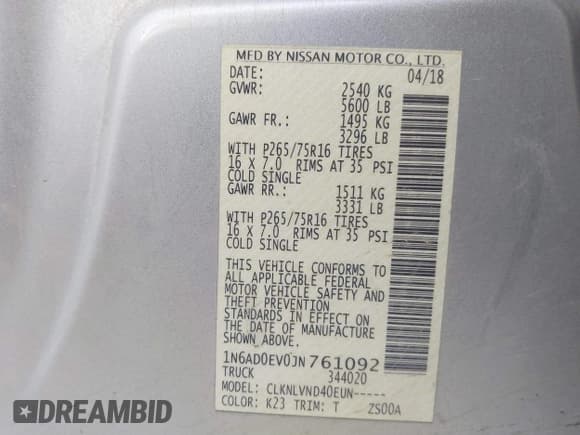 MFD BY NISSAN MOTOR CO., LTD.
DATE: 04/18
GVWR: 2540 KG
5600 LB
GAWR FR.: 1495 KG
3296 LB
WITH P265/75R16 TIRES
16 X 7.0 RIMS AT 35 PSI
COLD SINGLE
GAWR RR.: 1511 KG
3331 LB
WITH P265/75R16 TIRES
16 X 7.0 RIMS AT 35 PSI
COLD SINGLE
THIS VEHICLE CONFORMS TO
ALL APPLICABLE FEDERAL
MOTOR VEHICLE SAFETY AND
THEFT PREVENTION
STANDARDS IN EFFECT ON
THE DATE OF MANUFACTURE
SHOWN ABOVE.
1N6AD0EV0JN761092
TRUCK 344020
MODEL: CLKNLVND40EUN-----
COLOR: K23 TRIM: T ZS00A
DREAMBID